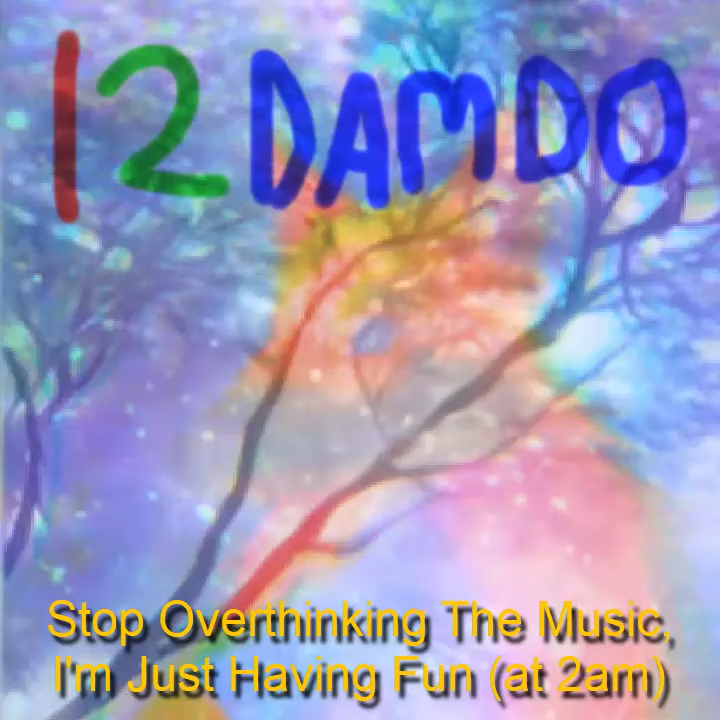 12 DAMDO
Stop Overthinking The Music,
I'm Just Having Fun (at 2am)